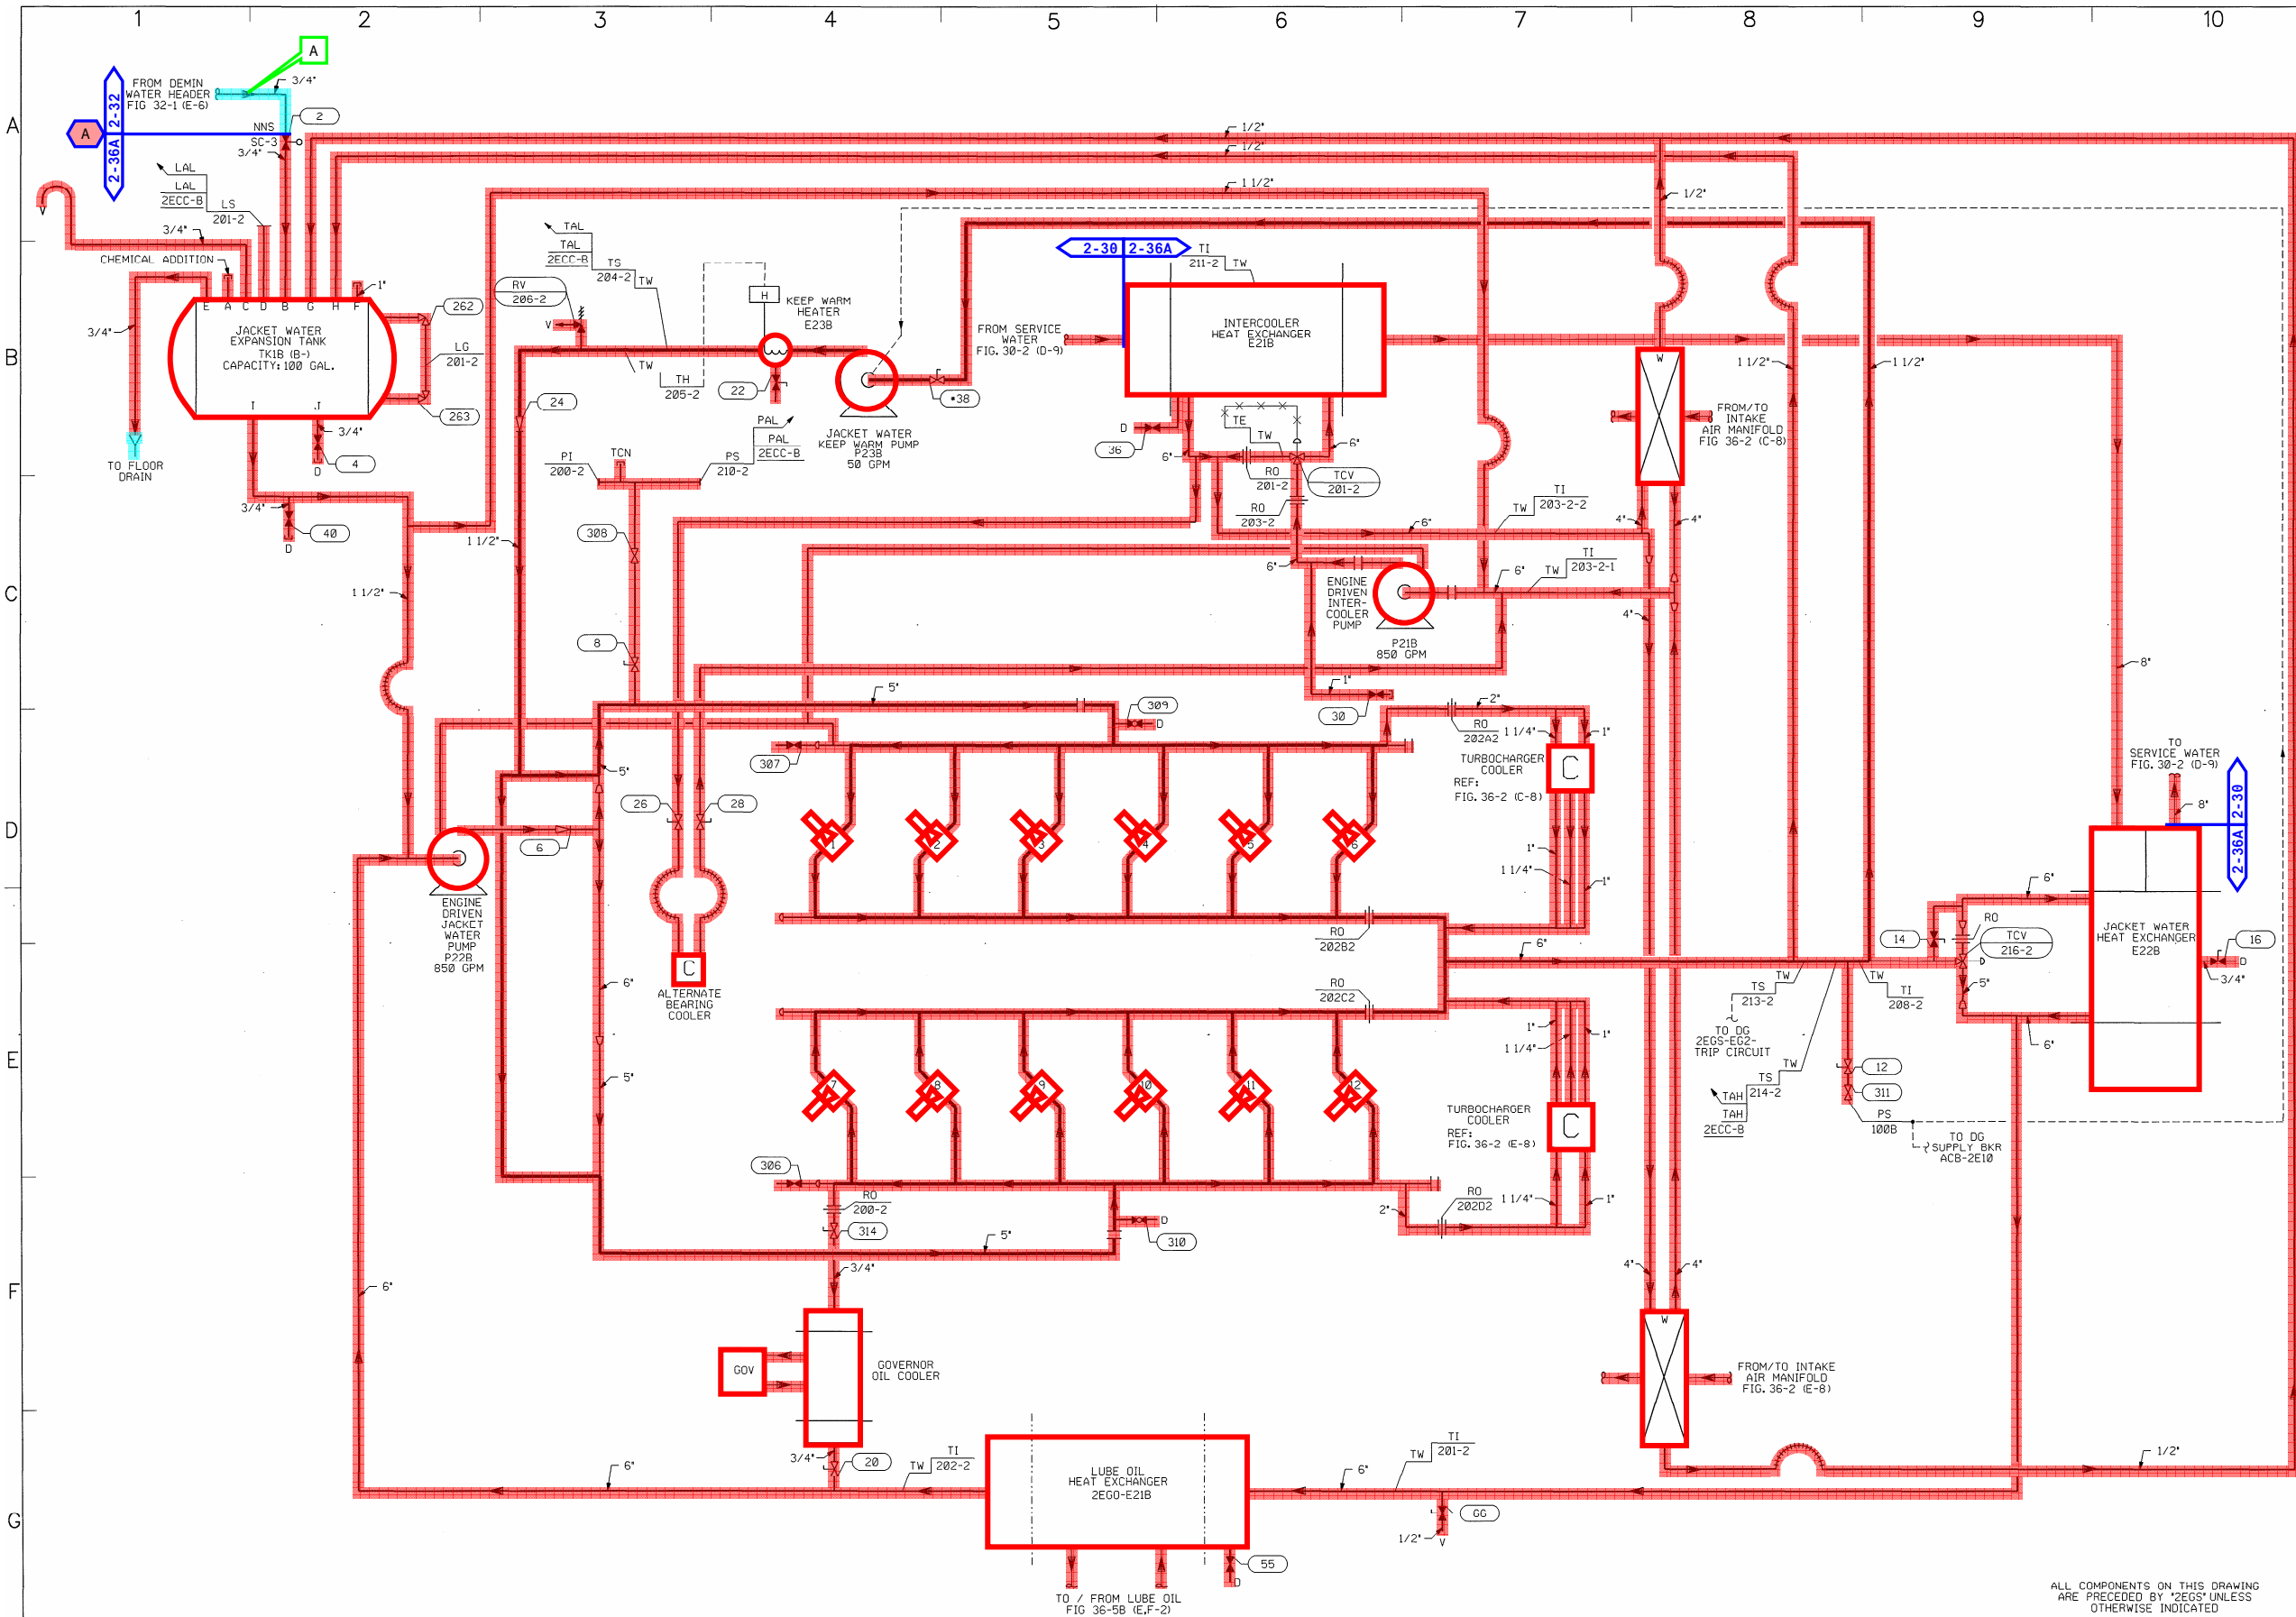 1 2 3 4 5 6 7 8 9 10
A
B
C
D
E
F
G
A
FROM DEMIN
WATER HEADER
FIG 32-1 (E-6)
3/4"
2-32
2-36A
A
NNS
SC-3
3/4"
2
LAL
LAL
2ECC-B
LS
201-2
V
3/4"
CHEMICAL ADDITION
3/4"
E A C D B G H F
1"
JACKET WATER
EXPANSION TANK
TK1B (B-)
CAPACITY: 100 GAL.
I J
262
LG
201-2
263
3/4"
4
D
TO FLOOR
DRAIN
3/4"
40
D
1 1/2"
1/2"
1/2"
1 1/2"
1/2"
TAL
TAL
2ECC-B
TS
204-2
TW
RV
206-2
V
H
KEEP WARM
HEATER
E23B
TW
TH
205-2
22
24
•38
JACKET WATER
KEEP WARM PUMP
P23B
50 GPM
PAL
PAL
2ECC-B
PS
210-2
TCN
PI
200-2
308
1 1/2"
8
2-30 2-36A
TI
211-2
TW
FROM SERVICE
WATER
FIG. 30-2 (D-9)
INTERCOOLER
HEAT EXCHANGER
E21B
D
36
6"
TE
TW
6"
RO
201-2
TCV
201-2
RO
203-2
6"
TW
TI
203-2-2
6"
TW
TI
203-2-1
6"
ENGINE
DRIVEN
INTER-
COOLER
PUMP
P21B
850 GPM
1"
30
W
FROM/TO
INTAKE
AIR MANIFOLD
FIG 36-2 (C-8)
4"
4"
4"
1 1/2"
1 1/2"
8"
5"
309
D
307
5"
6
26
28
ENGINE
DRIVEN
JACKET
WATER
PUMP
P22B
850 GPM
C
ALTERNATE
BEARING
COOLER
6"
5"
1 2 3 4 5 6
RO
202A2
2"
1 1/4"
1"
TURBOCHARGER
COOLER
C
REF:
FIG. 36-2 (C-8)
1"
1 1/4"
1"
RO
202B2
6"
RO
202C2
1"
1 1/4"
1"
7 8 9 10 11 12
TURBOCHARGER
COOLER
C
REF:
FIG. 36-2 (E-8)
306
RO
200-2
314
310
D
5"
2"
RO
202D2
1 1/4"
1"
TO
SERVICE WATER
FIG. 30-2 (D-9)
8"
2-30
2-36A
6"
RO
14
TCV
216-2
D
5"
6"
JACKET WATER
HEAT EXCHANGER
E22B
16
D
3/4"
TW
TS
213-2
TO DG
2EGS-EG2-
TRIP CIRCUIT
TW
TI
208-2
TW
TS
214-2
TAH
TAH
2ECC-B
12
311
PS
100B
TO DG
SUPPLY BKR
ACB-2E10
6"
3/4"
GOV
GOVERNOR
OIL COOLER
3/4"
20
4"
4"
W
FROM/TO INTAKE
AIR MANIFOLD
FIG. 36-2 (E-8)
6"
TW
TI
202-2
LUBE OIL
HEAT EXCHANGER
2EGO-E21B
6"
TW
TI
201-2
1/2"
GG
1/2"
V
55
D
TO / FROM LUBE OIL
FIG 36-5B (E,F-2)
ALL COMPONENTS ON THIS DRAWING
ARE PRECEDED BY "2EGS" UNLESS
OTHERWISE INDICATED